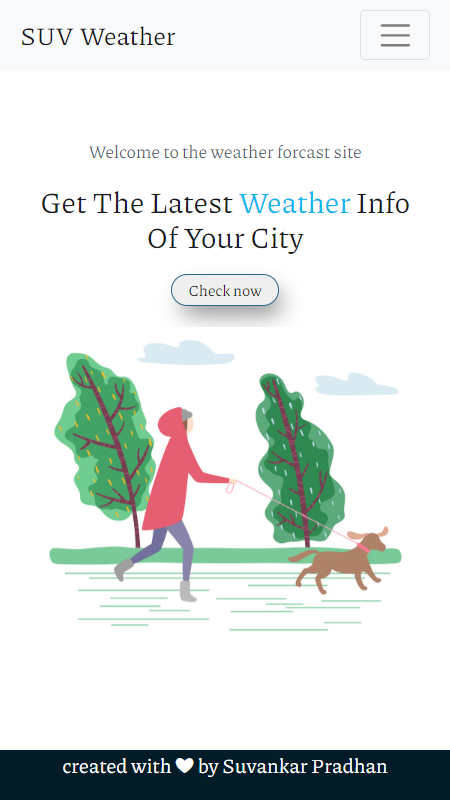 SUV Weather
Welcome to the weather forcast site
Get The Latest Weather Info
Of Your City
Check now
created with ❤ by Suvankar Pradhan